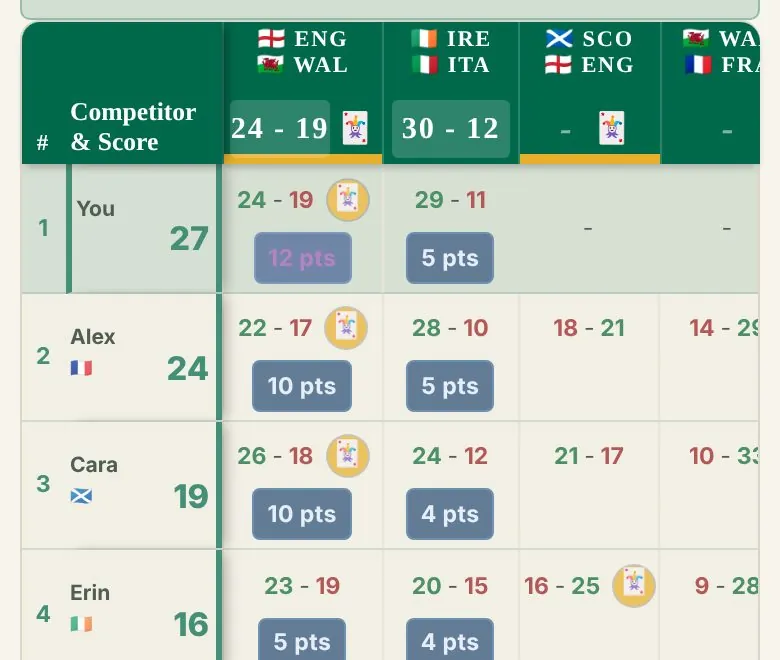 ENG
WAL
IRE
ITA
SCO
ENG
#
Competitor
& Score
24 - 19
30 - 12
-
-
1
You
27
24 - 19
12 pts
29 - 11
5 pts
-
-
2
Alex
24
22 - 17
10 pts
28 - 10
5 pts
18 - 21
14 -
3
Cara
19
26 - 18
10 pts
24 - 12
4 pts
21 - 17
10 -
4
Erin
16
23 - 19
5 pts
20 - 15
4 pts
16 - 25
9 - 28